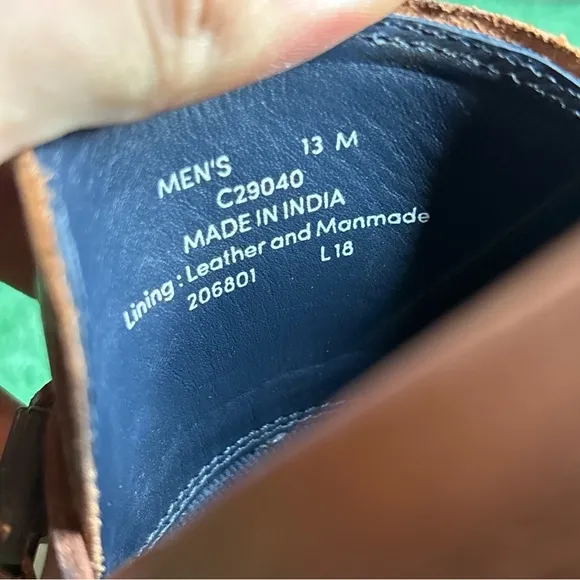 MEN'S 13 M
C29040
MADE IN INDIA
Lining: Leather and Manmade
206801 L18